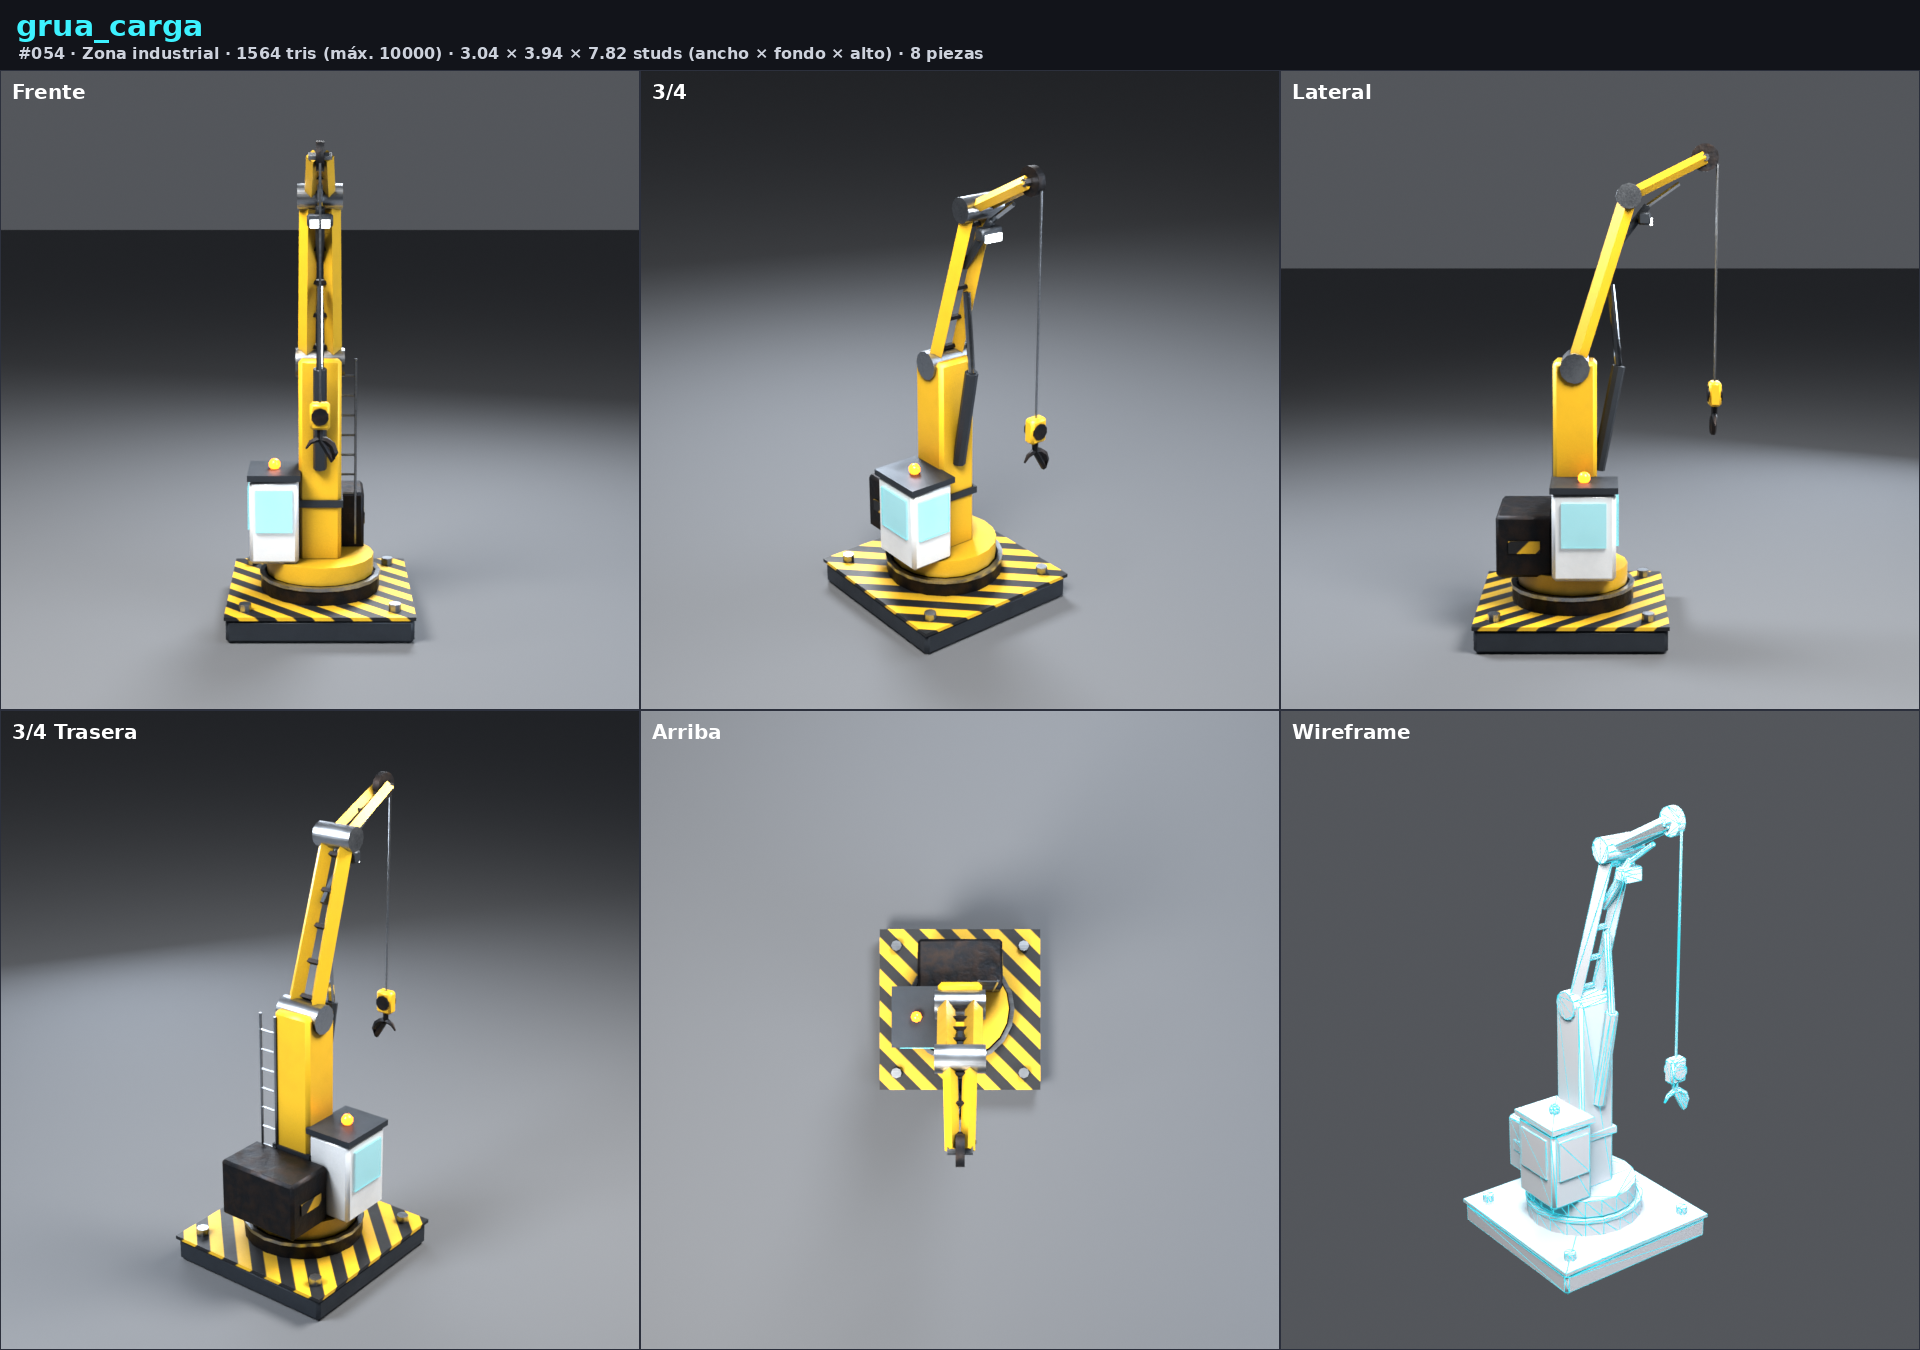 grua_carga
#054 · Zona industrial · 1564 tris (máx. 10000) · 3.04 × 3.94 × 7.82 studs (ancho × fondo × alto) · 8 piezas
Frente
3/4
Lateral
3/4 Trasera
Arriba
Wireframe